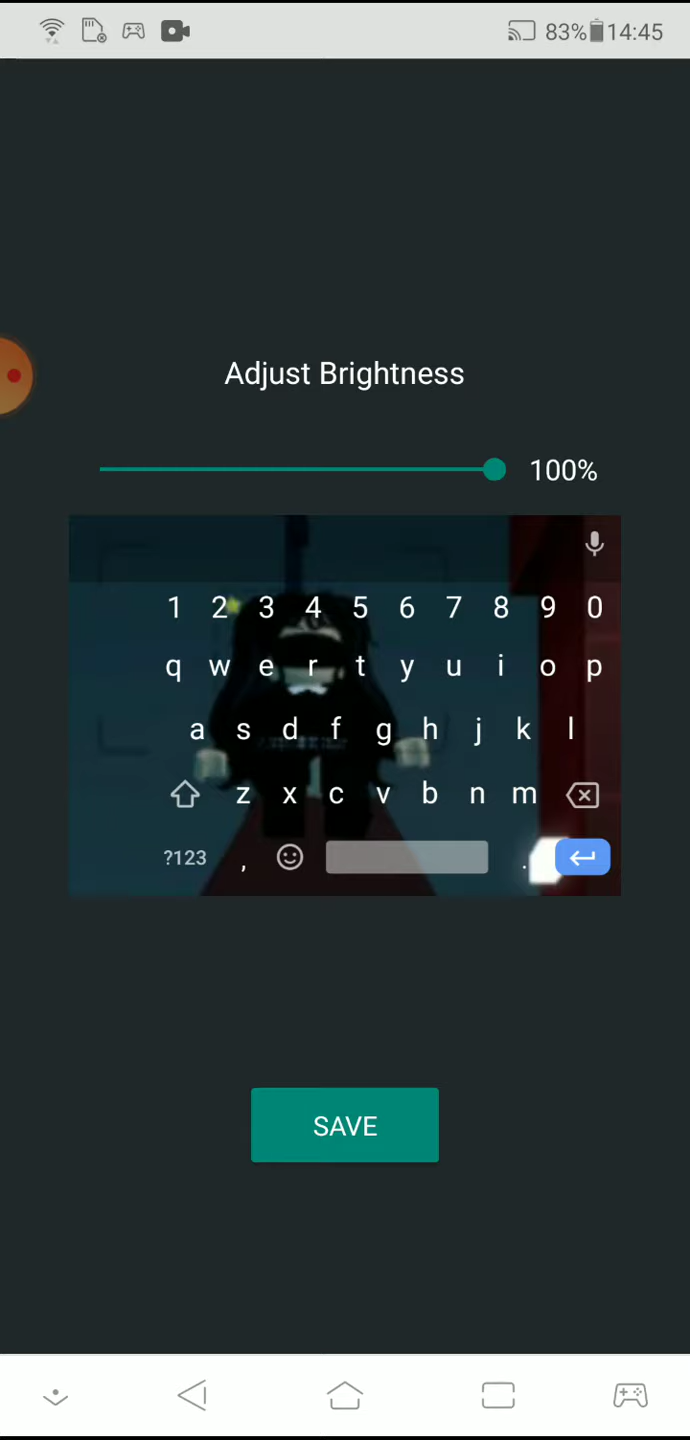 83% 14:45
Adjust Brightness
100%
1 2 3 4 5 6 7 8 9 0
q w e r t y u i o p
a s d f g h j k l
z x c v b n m
?123 , .
SAVE